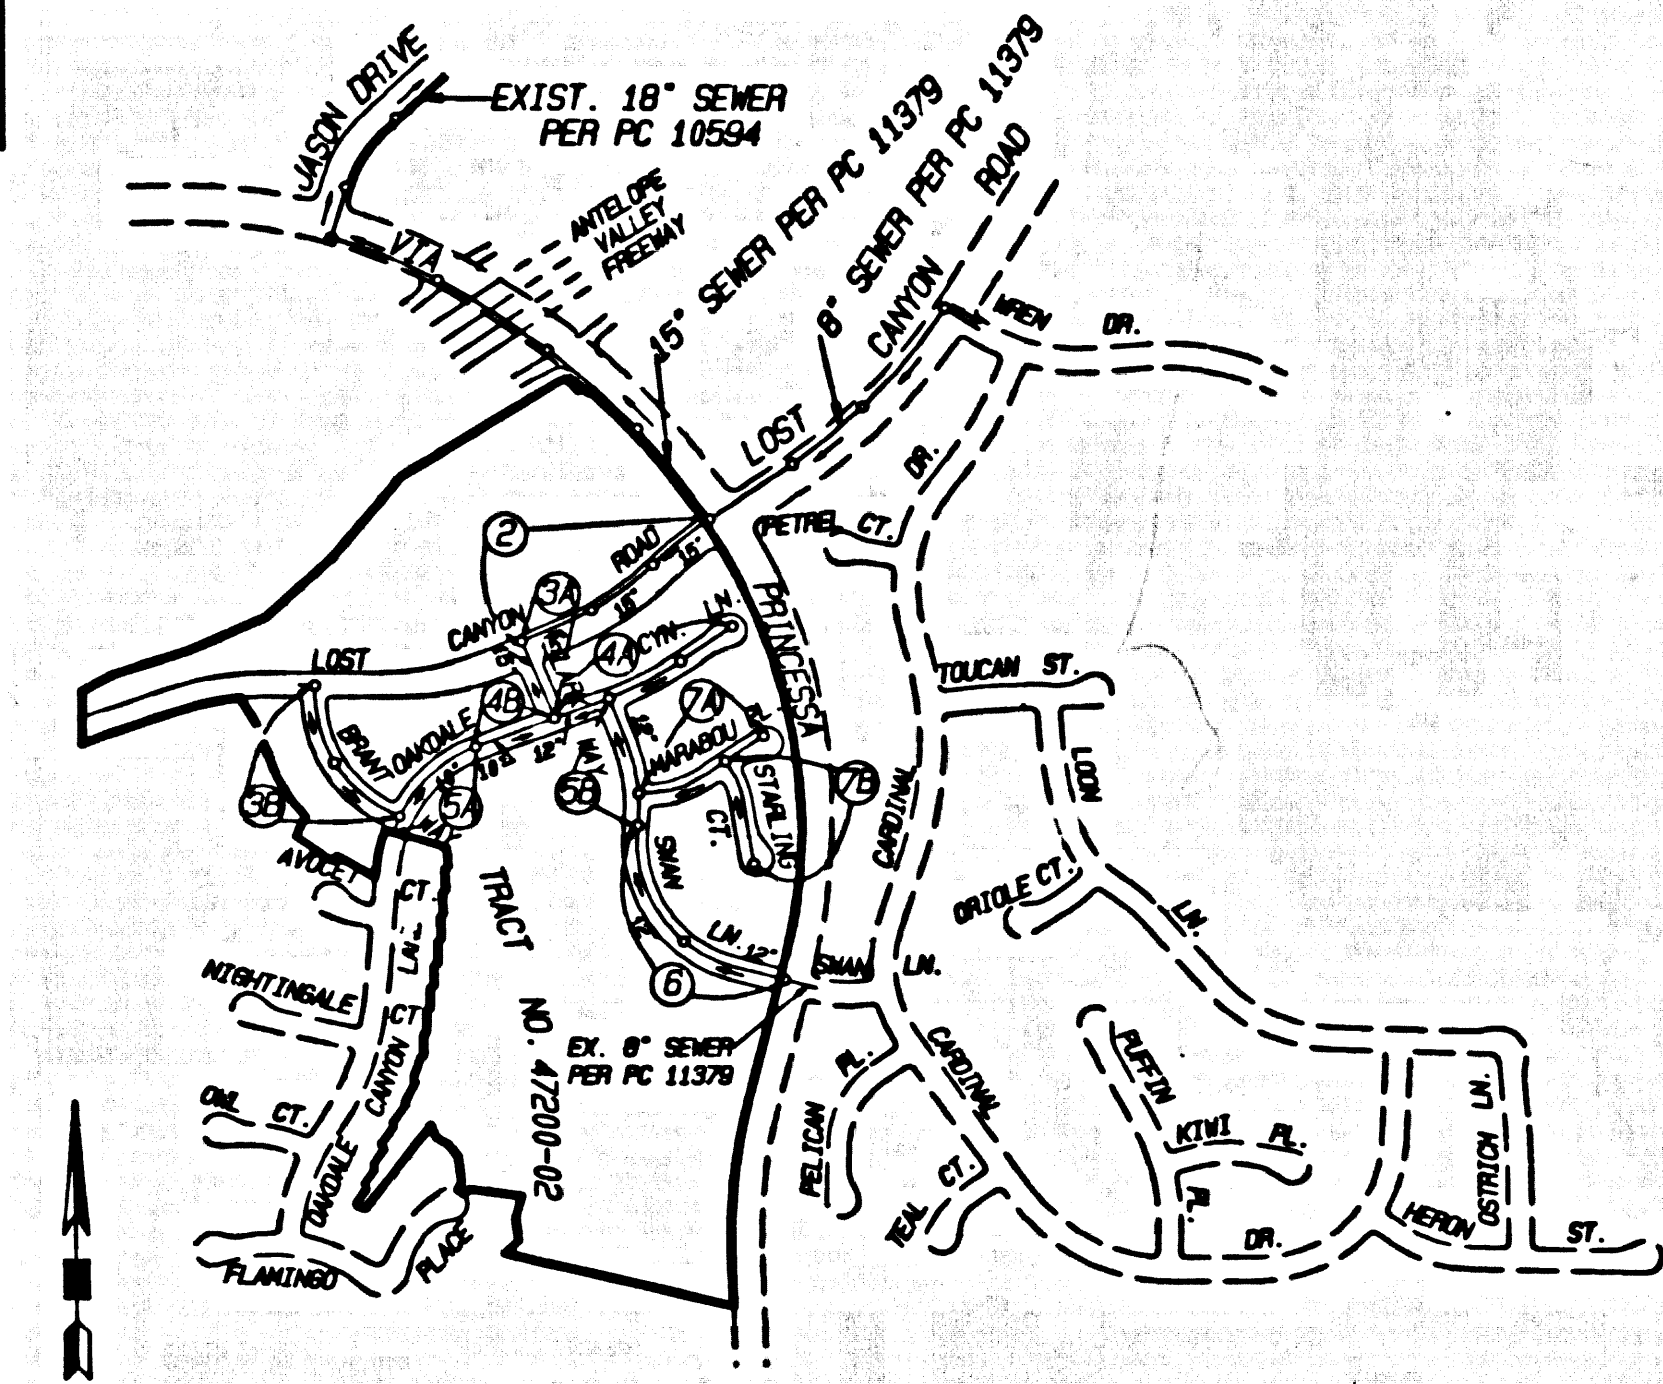 JASON DRIVE
EXIST. 18" SEWER
PER PC 10594
ANTELOPE
VALLEY
FREEWAY
VIA
15" SEWER PER PC 11379
8" SEWER PER PC 11379
ROAD
CANYON
LOST
WREN DR.
DR.
PETREL CT.
PRINCESSA
2
ROAD
15"
3A
15"
CANYON
LOST
4A
CYN.
LN.
4B
7A
BRANT
OAKDALE
10"
12"
WAY
MARABOU
3B
5A
5B
7B
STARLING
CT.
SWAN
LN. 12"
12"
6
TOUCAN ST.
LOON
CARDINAL
ORIOLE CT.
LN.
AVOCET
CT.
LN.
TRACT
NO. 47200-02
NIGHTINGALE
CT
CANYON
OWL CT.
OAKDALE
FLAMINGO
PLACE
EX. 8" SEWER
PER PC 11379
SWAN LN.
CARDINAL
PL.
PELICAN
TEAL CT.
PUFFIN
KIWI PL.
PL.
DR.
HERON
OSTRICH LN.
ST.